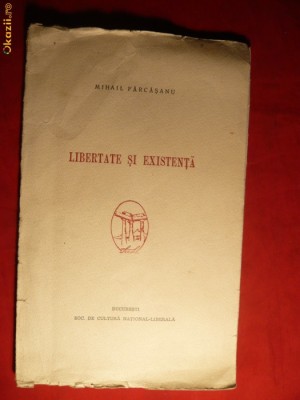 okazii.ro
MIHAIL FĂRCĂȘANU
LIBERTATE ȘI EXISTENȚĂ
BUCUREȘTI
SOC. DE CULTURĂ NAȚIONAL-LIBERALĂ